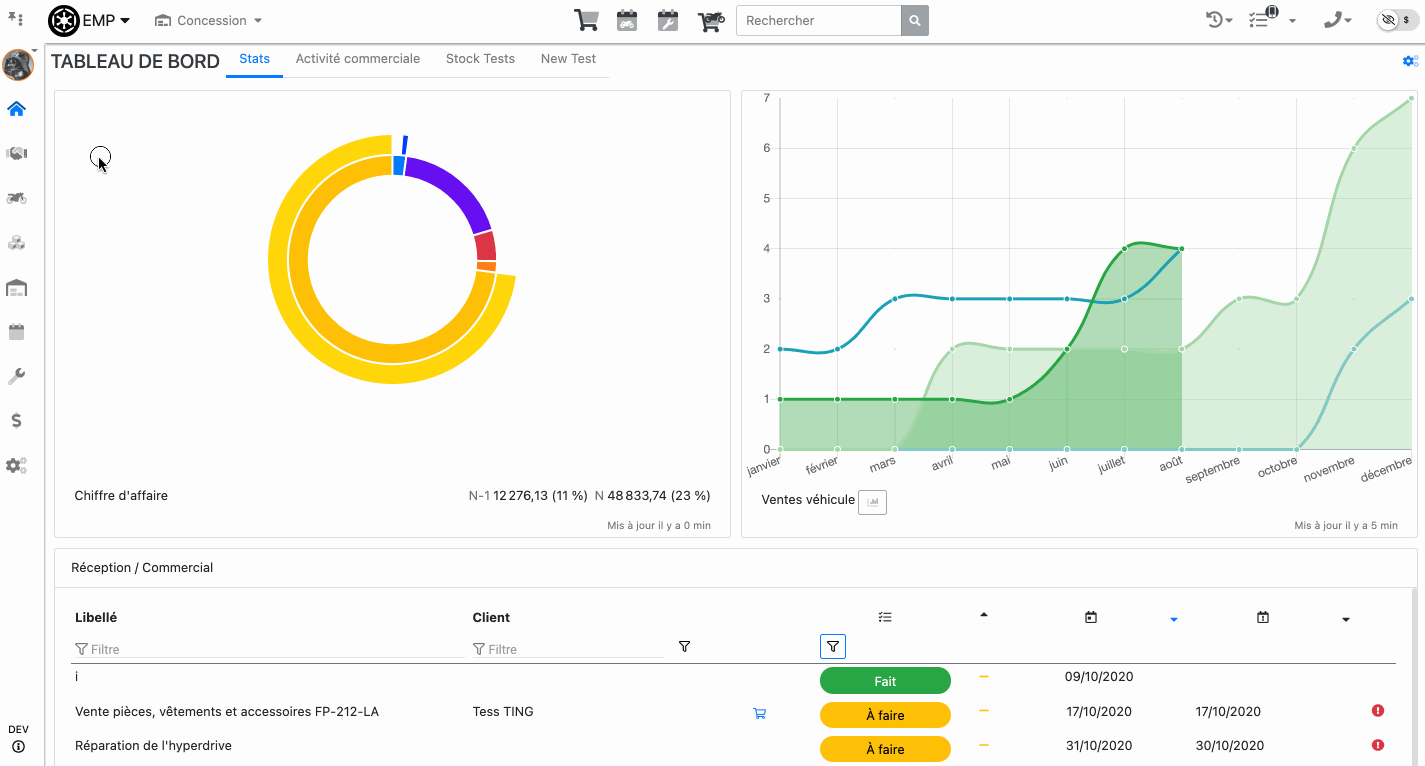 EMP Concession Rechercher $
TABLEAU DE BORD Stats Activité commerciale Stock Tests New Test
7
6
5
4
3
2
1
0
janvier février mars avril mai juin juillet août septembre octobre novembre décembre
Chiffre d'affaire N-1 12 276,13 (11 %) N 48 833,74 (23 %)
Mis à jour il y a 0 min
Ventes véhicule
Mis à jour il y a 5 min
Réception / Commercial
Libellé Client
Filtre Filtre
i Fait 09/10/2020
Vente pièces, vêtements et accessoires FP-212-LA Tess TING À faire 17/10/2020 17/10/2020
Réparation de l'hyperdrive À faire 31/10/2020 30/10/2020
DEV